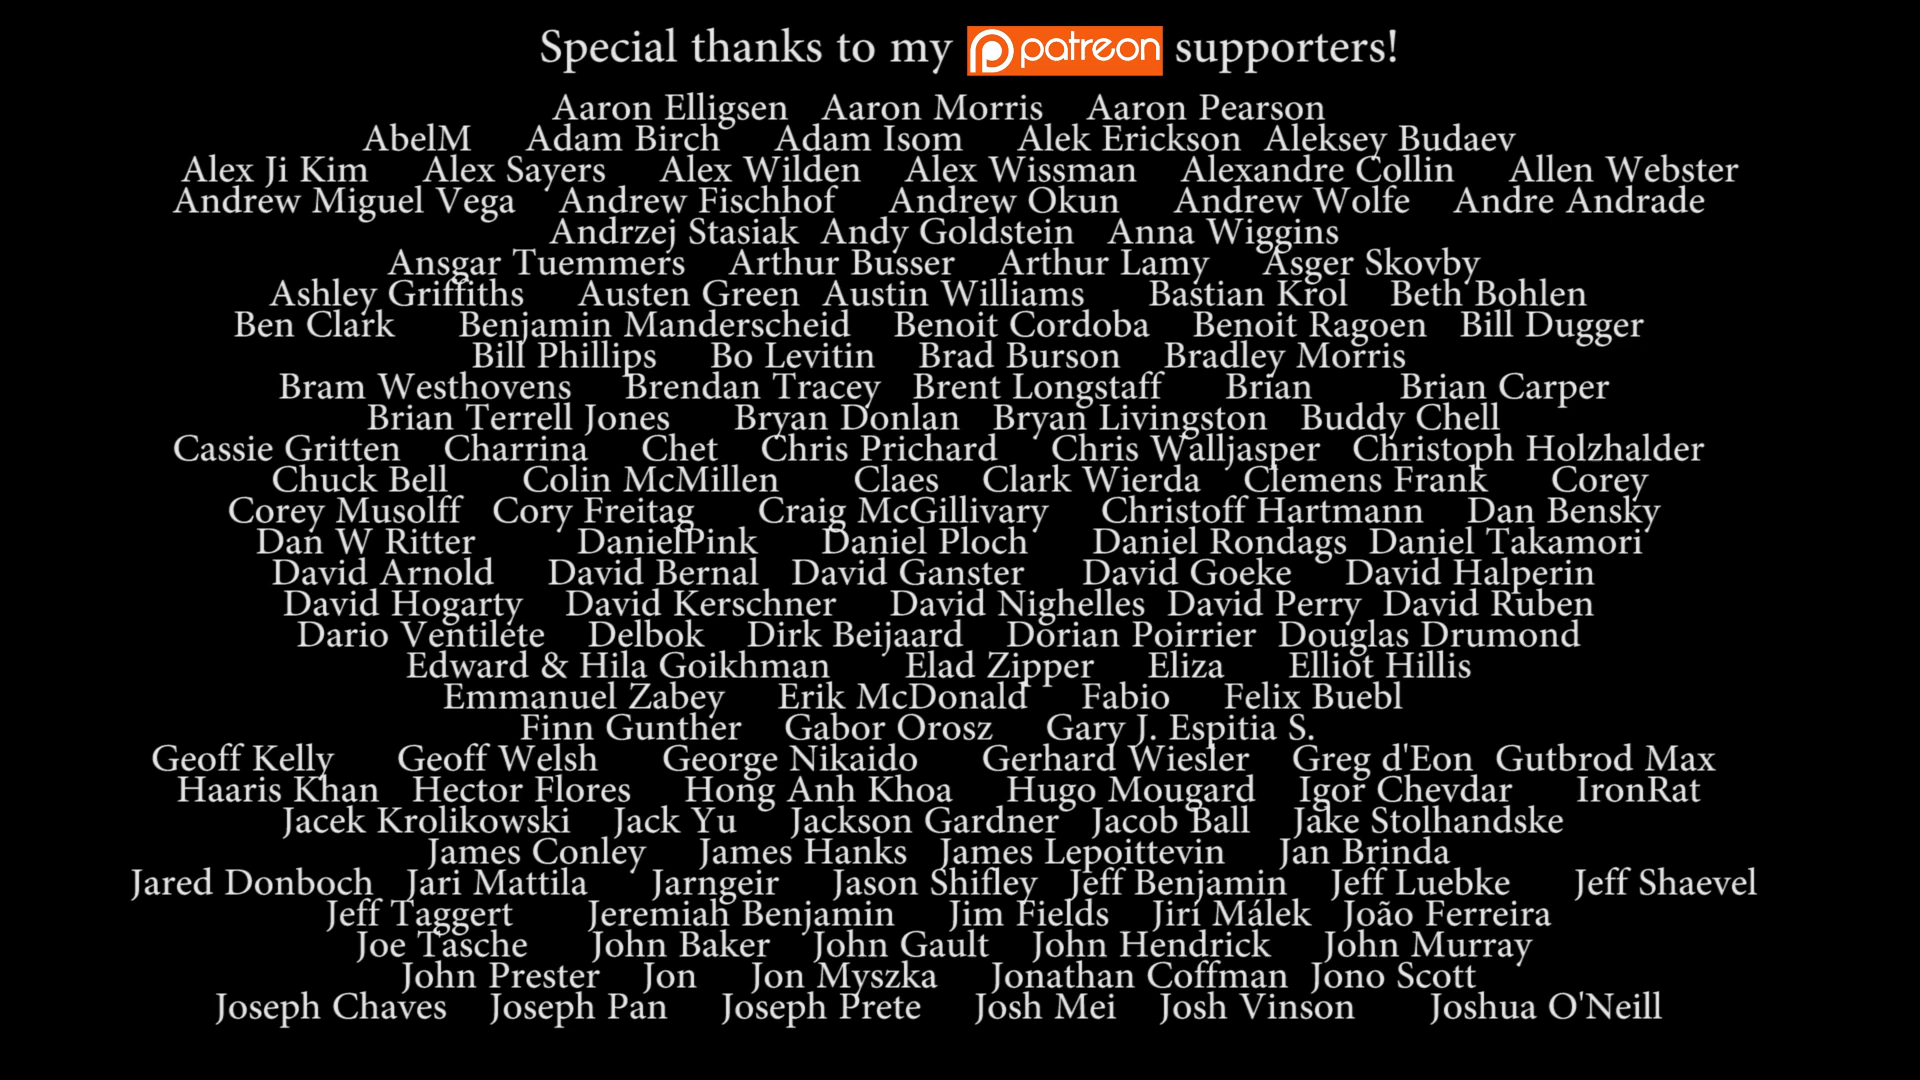 Special thanks to my patreon supporters!
Aaron Elligsen Aaron Morris Aaron Pearson
AbelM Adam Birch Adam Isom Alek Erickson Aleksey Budaev
Alex Ji Kim Alex Sayers Alex Wilden Alex Wissman Alexandre Collin Allen Webster
Andrew Miguel Vega Andrew Fischhof Andrew Okun Andrew Wolfe Andre Andrade
Andrzej Stasiak Andy Goldstein Anna Wiggins
Ansgar Tuemmers Arthur Busser Arthur Lamy Asger Skovby
Ashley Griffiths Austen Green Austin Williams Bastian Krol Beth Bohlen
Ben Clark Benjamin Manderscheid Benoit Cordoba Benoit Ragoen Bill Dugger
Bill Phillips Bo Levitin Brad Burson Bradley Morris
Bram Westhovens Brendan Tracey Brent Longstaff Brian Brian Carper
Brian Terrell Jones Bryan Donlan Bryan Livingston Buddy Chell
Cassie Gritten Charrina Chet Chris Prichard Chris Walljasper Christoph Holzhalder
Chuck Bell Colin McMillen Claes Clark Wierda Clemens Frank Corey
Corey Musolff Cory Freitag Craig McGillivary Christoff Hartmann Dan Bensky
Dan W Ritter DanielPink Daniel Ploch Daniel Rondags Daniel Takamori
David Arnold David Bernal David Ganster David Goeke David Halperin
David Hogarty David Kerschner David Nighelles David Perry David Ruben
Dario Ventilete Delbok Dirk Beijaard Dorian Poirrier Douglas Drumond
Edward & Hila Goikhman Elad Zipper Eliza Elliot Hillis
Emmanuel Zabey Erik McDonald Fabio Felix Buebl
Finn Gunther Gabor Orosz Gary J. Espitia S.
Geoff Kelly Geoff Welsh George Nikaido Gerhard Wiesler Greg d'Eon Gutbrod Max
Haaris Khan Hector Flores Hong Anh Khoa Hugo Mougard Igor Chevdar IronRat
Jacek Krolikowski Jack Yu Jackson Gardner Jacob Ball Jake Stolhandske
James Conley James Hanks James Lepoittevin Jan Brinda
Jared Donboch Jari Mattila Jarngeir Jason Shifley Jeff Benjamin Jeff Luebke Jeff Shaevel
Jeff Taggert Jeremiah Benjamin Jim Fields Jirí Málek João Ferreira
Joe Tasche John Baker John Gault John Hendrick John Murray
John Prester Jon Jon Myszka Jonathan Coffman Jono Scott
Joseph Chaves Joseph Pan Joseph Prete Josh Mei Josh Vinson Joshua O'Neill